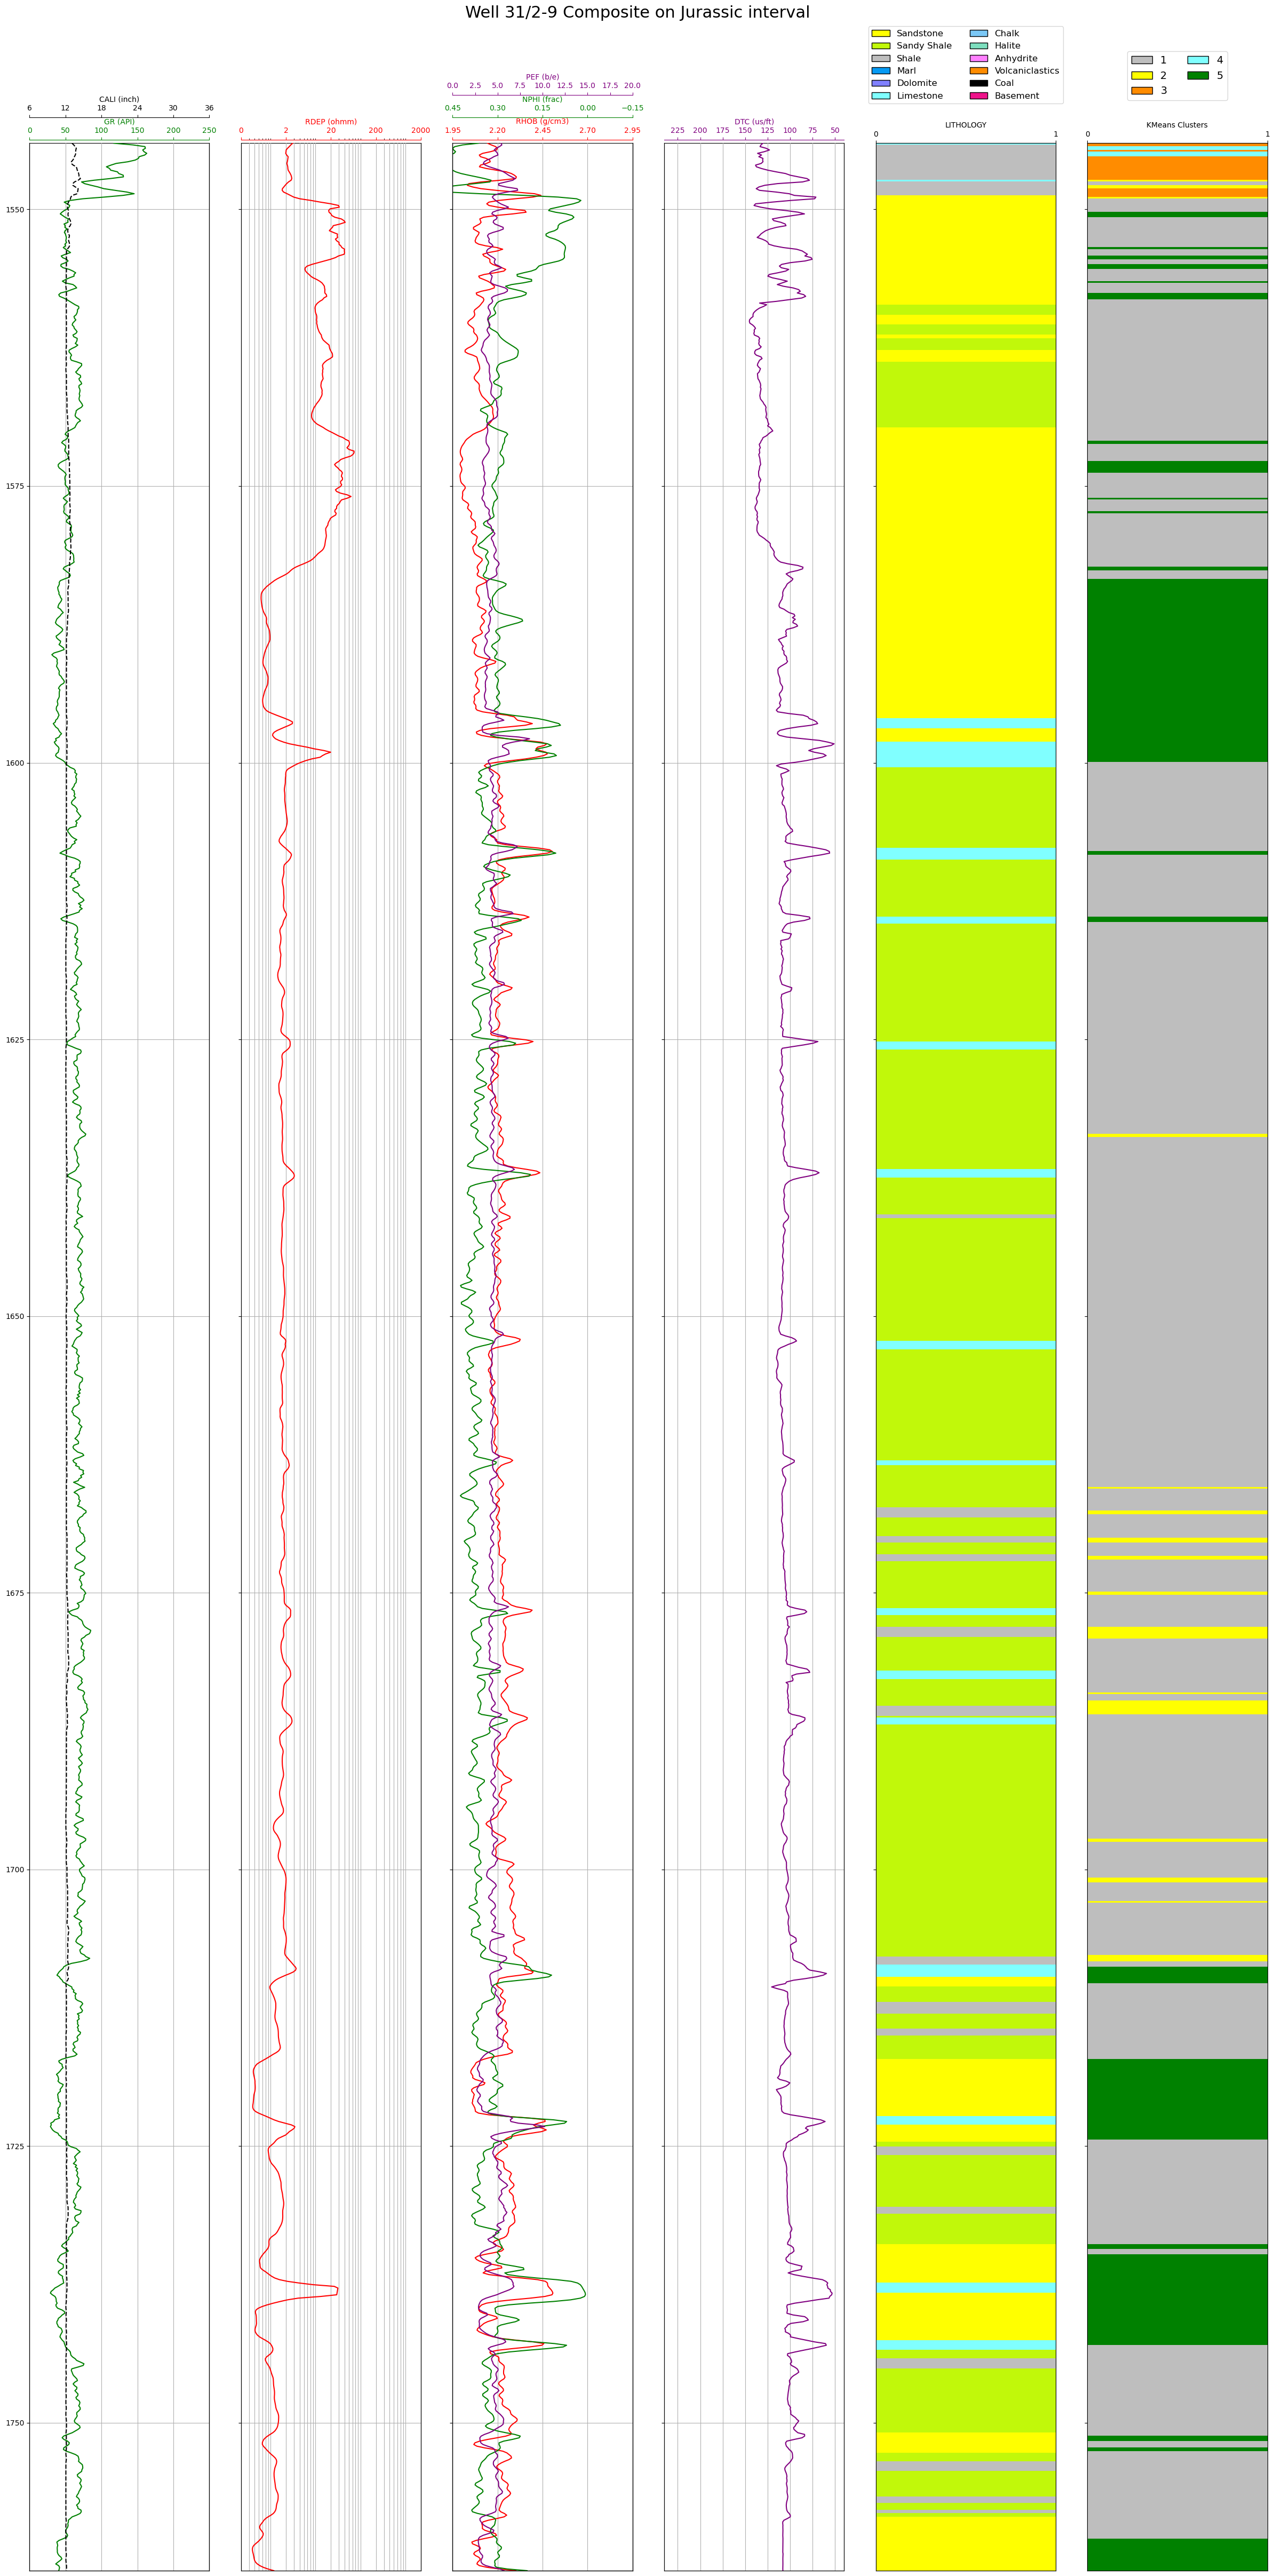 Well 31/2-9 Composite on Jurassic interval
Sandstone Chalk
Sandy Shale Halite
Shale Anhydrite
Marl Volcaniclastics
Dolomite Coal
Limestone Basement
1 4
2 5
3
PEF (b/e)
0.0 2.5 5.0 7.5 10.0 12.5 15.0 17.5 20.0
CALI (inch)
NPHI (frac)
6 12 18 24 30 36
0.45 0.30 0.15 0.00 −0.15
GR (API)
RDEP (ohmm)
RHOB (g/cm3)
DTC (us/ft)
LITHOLOGY
KMeans Clusters
0 50 100 150 200 250
0 2 20 200 2000
1.95 2.20 2.45 2.70 2.95
225 200 175 150 125 100 75 50
0 1
0 1
1550
1575
1600
1625
1650
1675
1700
1725
1750